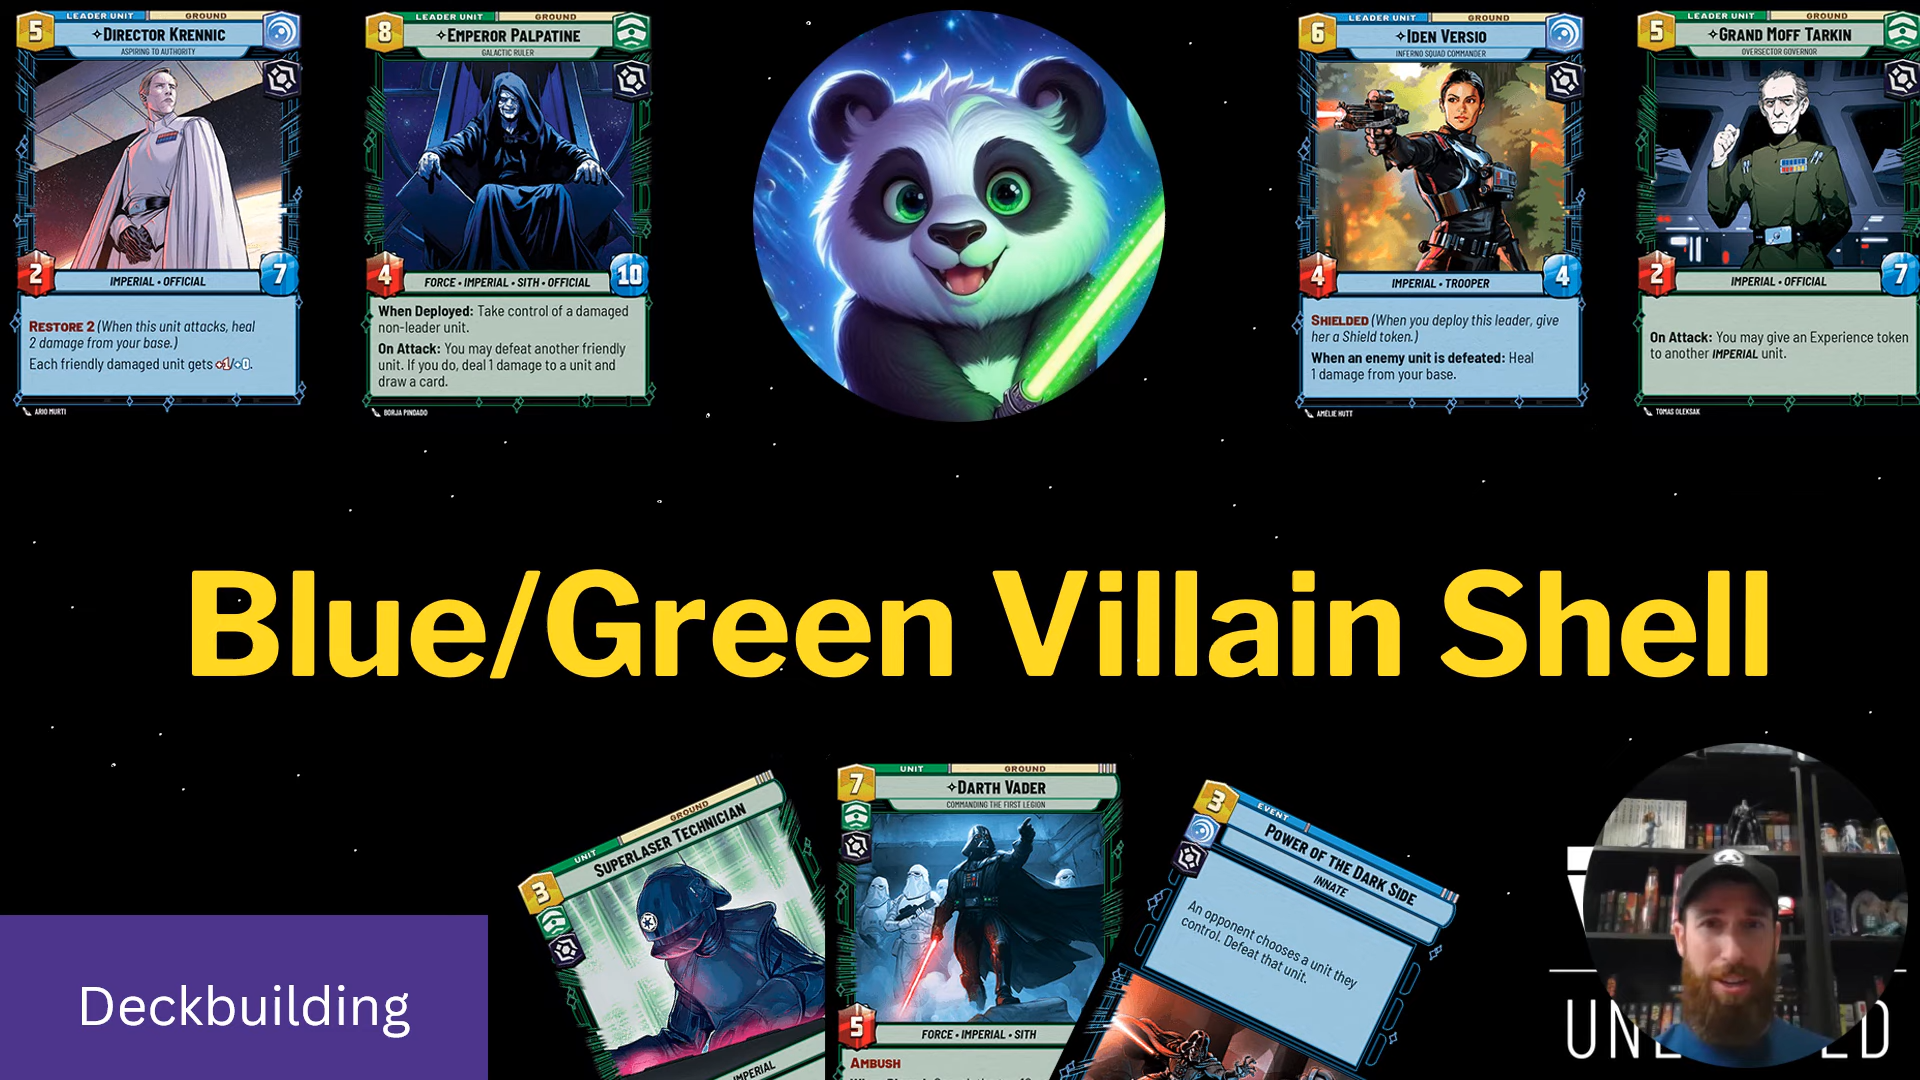 LEADER UNIT
GROUND
5
✧DIRECTOR KRENNIC
ASPIRING TO AUTHORITY
2
IMPERIAL • OFFICIAL
7
RESTORE 2 (When this unit attacks, heal
2 damage from your base.)
Each friendly damaged unit gets +1/+0.
ARIO MURTI
LEADER UNIT
GROUND
8
✧EMPEROR PALPATINE
GALACTIC RULER
4
FORCE • IMPERIAL • SITH • OFFICIAL
10
When Deployed: Take control of a damaged
non-leader unit.
On Attack: You may defeat another friendly
unit. If you do, deal 1 damage to a unit and
draw a card.
BORJA PINDADO
LEADER UNIT
GROUND
6
✧IDEN VERSIO
INFERNO SQUAD COMMANDER
4
IMPERIAL • TROOPER
4
SHIELDED (When you deploy this leader, give
her a Shield token.)
When an enemy unit is defeated: Heal
1 damage from your base.
AMÉLIE HUTT
LEADER UNIT
GROUND
5
✧GRAND MOFF TARKIN
OVERSECTOR GOVERNOR
2
IMPERIAL • OFFICIAL
7
On Attack: You may give an Experience token
to another IMPERIAL unit.
TOMAS OLEKSAK
Blue/Green Villain Shell
UNIT
GROUND
3
SUPERLASER TECHNICIAN
IMPERIAL
UNIT
GROUND
7
✧DARTH VADER
COMMANDING THE FIRST LEGION
5
FORCE • IMPERIAL • SITH
AMBUSH
EVENT
3
POWER OF THE DARK SIDE
INNATE
An opponent chooses a unit they
control. Defeat that unit.
Deckbuilding